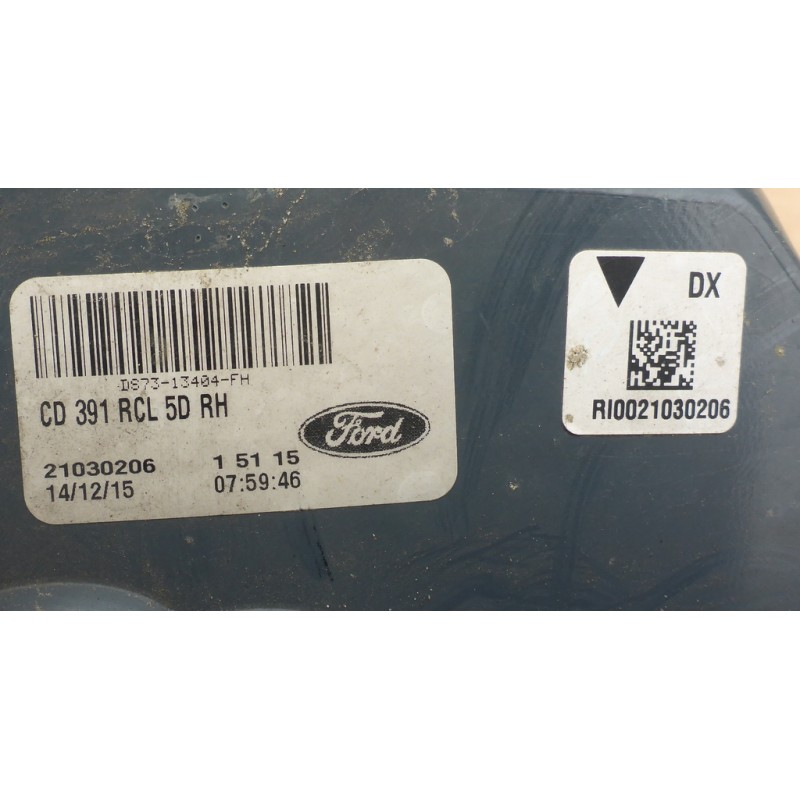 DS73-13404-FH
CD 391 RCL 5D RH
Ford
21030206 1 51 15
14/12/15 07:59:46
DX
RI0021030206